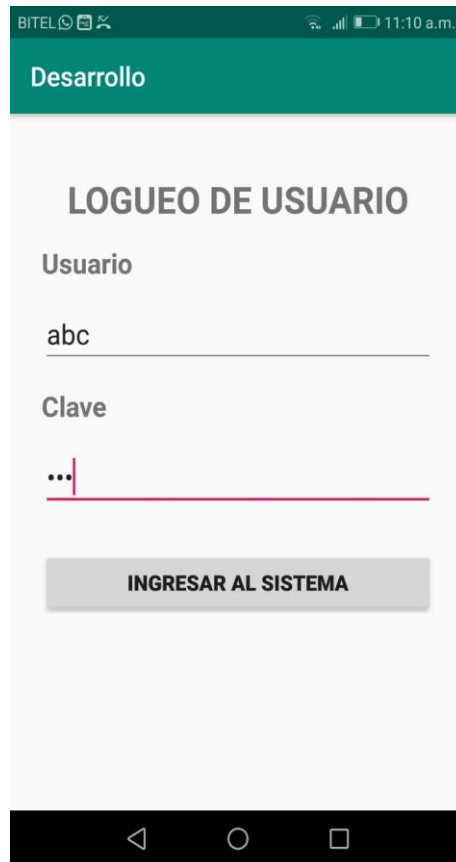 BITEL 11:10 a.m.
Desarrollo
LOGUEO DE USUARIO
Usuario
abc
Clave
•••
INGRESAR AL SISTEMA